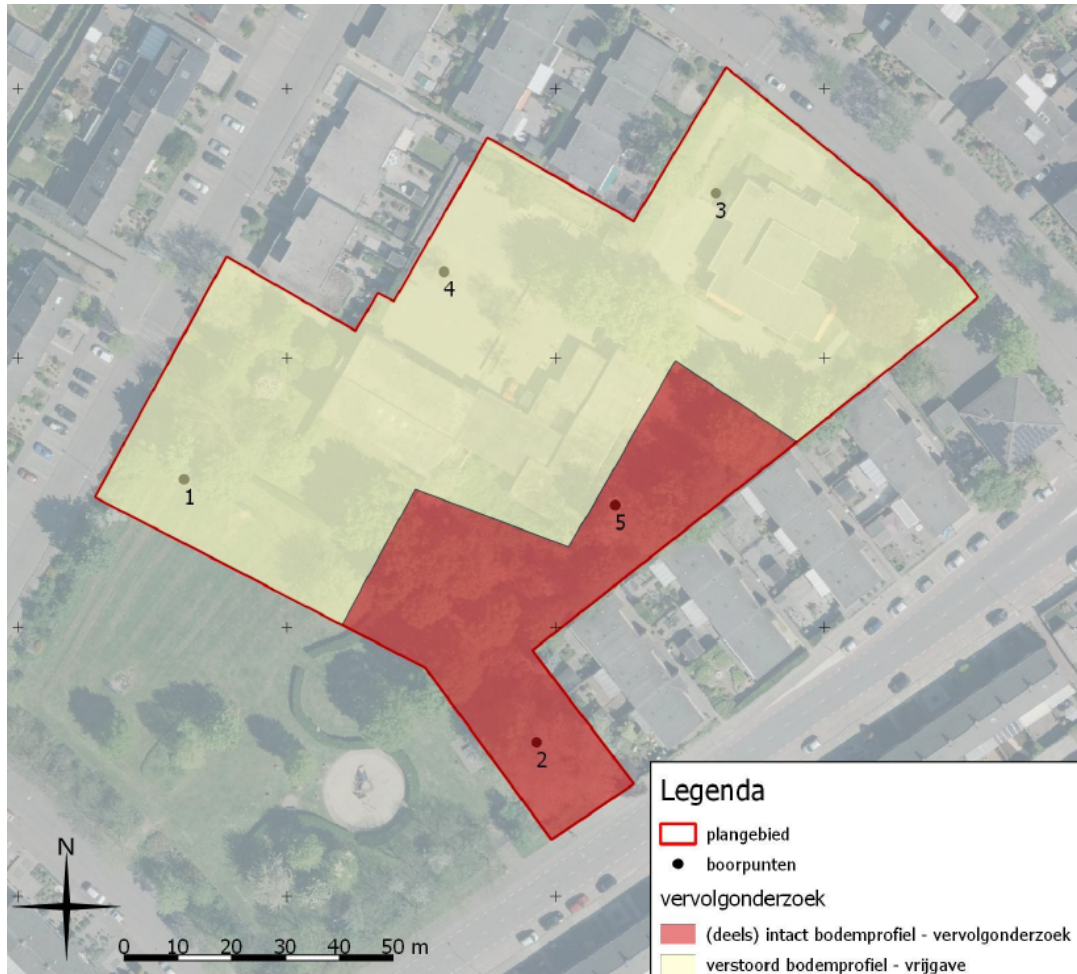 3
4
1
5
2
N
0 10 20 30 40 50 m
Legenda
plangebied
boorpunten
vervolgonderzoek
(deels) intact bodemprofiel - vervolgonderzoek
verstoord bodemprofiel - vrijgave